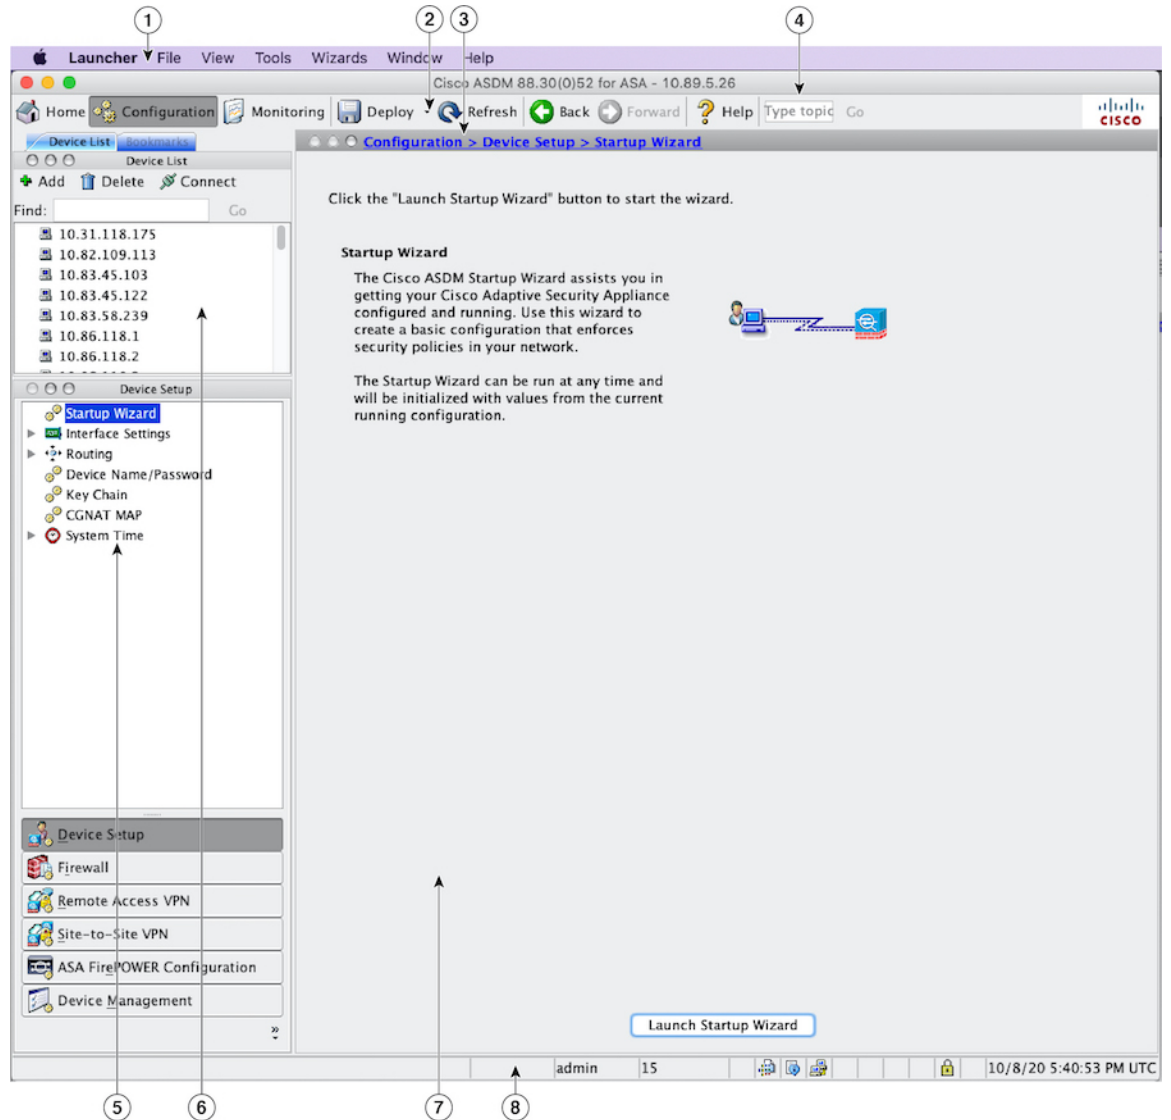 1 2 3 4
Launcher File View Tools Wizards Window Help
Cisco ASDM 88.30(0)52 for ASA - 10.89.5.26
Home Configuration Monitoring Deploy Refresh Back Forward Help Type topic Go
CISCO
Device List Bookmarks
Configuration > Device Setup > Startup Wizard
Device List
Add Delete Connect
Find: Go
10.31.118.175
10.82.109.113
10.83.45.103
10.83.45.122
10.83.58.239
10.86.118.1
10.86.118.2
Device Setup
Startup Wizard
Interface Settings
Routing
Device Name/Password
Key Chain
CGNAT MAP
System Time
Device Setup
Firewall
Remote Access VPN
Site-to-Site VPN
ASA FirePOWER Configuration
Device Management
Click the "Launch Startup Wizard" button to start the wizard.
Startup Wizard
The Cisco ASDM Startup Wizard assists you in
getting your Cisco Adaptive Security Appliance
configured and running. Use this wizard to
create a basic configuration that enforces
security policies in your network.
The Startup Wizard can be run at any time and
will be initialized with values from the current
running configuration.
Launch Startup Wizard
admin 15 10/8/20 5:40:53 PM UTC
5 6 7 8